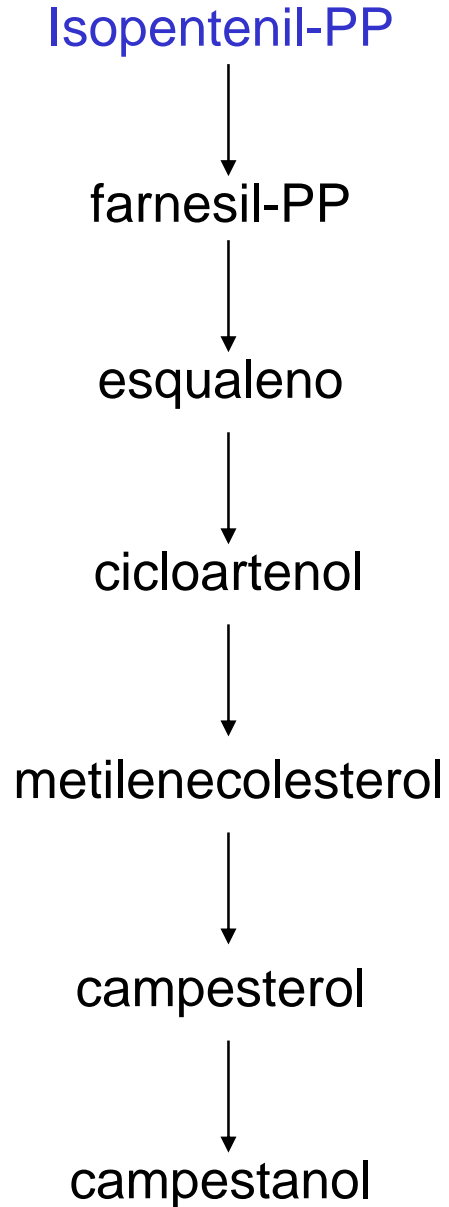 Isopentenil-PP
farnesil-PP
esqualeno
cicloartenol
metilenecolesterol
campesterol
campestanol